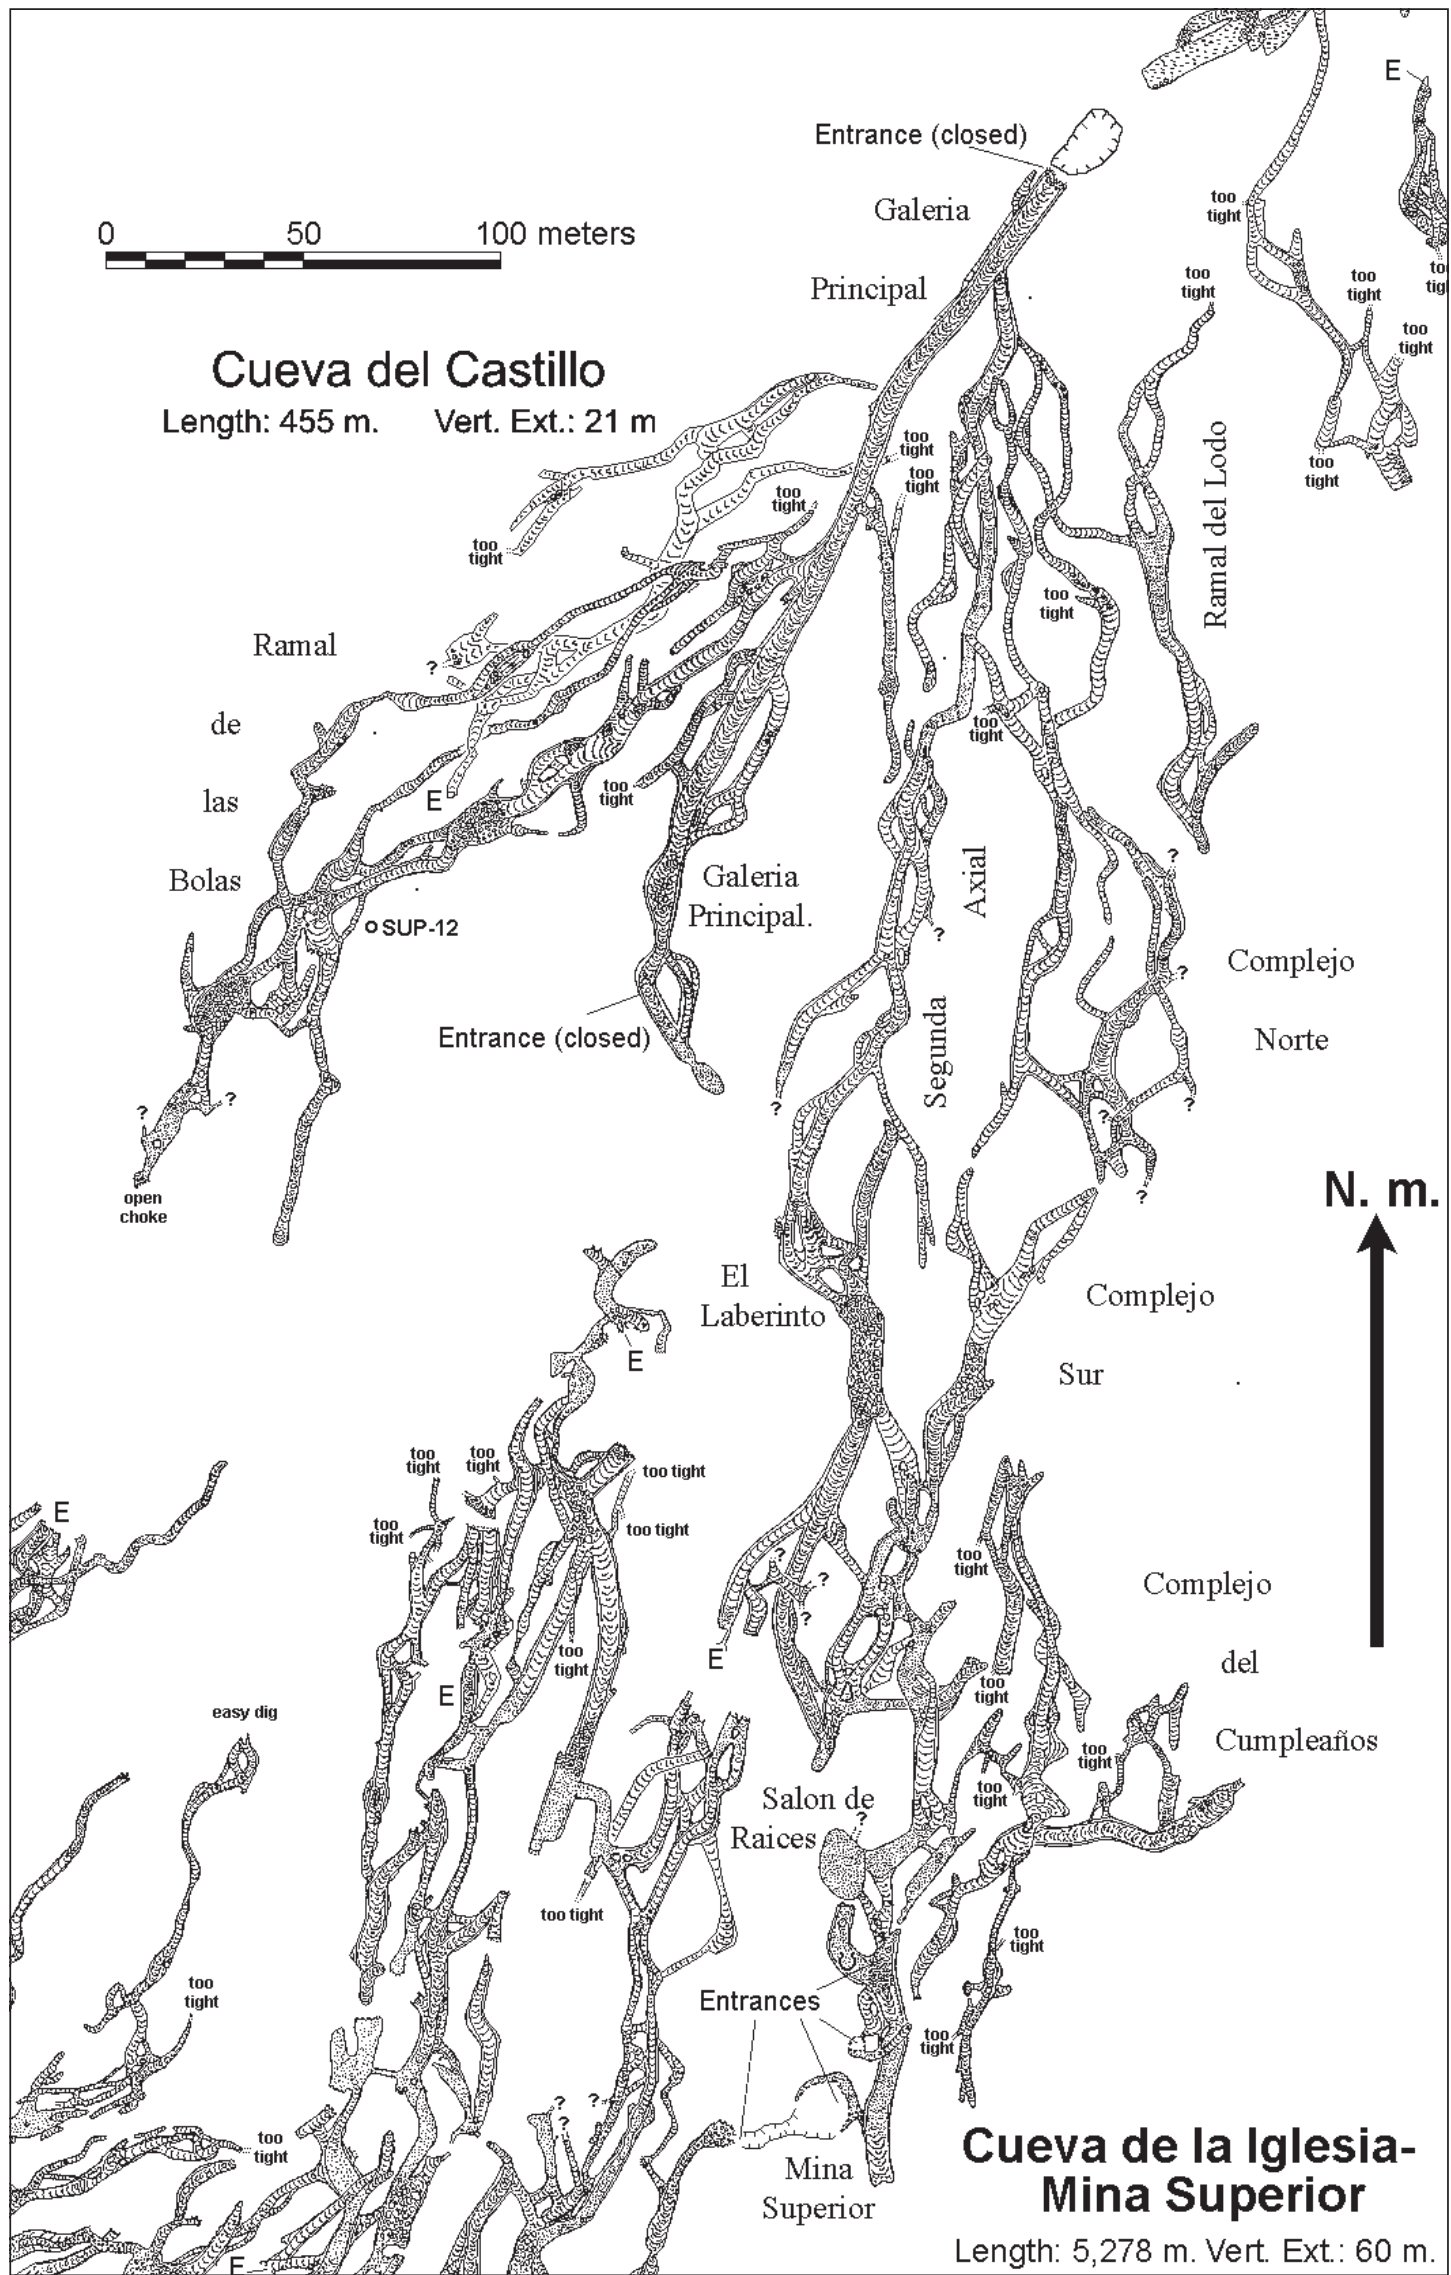 E
Entrance (closed)
too
tight
Galeria
0 50 100 meters
too
tight
too
tight
Principal
too
tight
Cueva del Castillo
Length: 455 m. Vert. Ext.: 21 m
too
tight
too
tight
too
tight
too
tight
too
tight
Ramal del Lodo
too
tight
Ramal
?
de
too
tight
las
E
too
tight
Bolas
Galeria
Principal.
Axial
?
SUP-12
?
Complejo
?
Entrance (closed)
Segunda
Norte
?
?
?
?
?
?
open
choke
N. m.
El
Laberinto
Complejo
E
Sur
too
tight
too
tight
too tight
E
too
tight
too tight
too
tight
?
?
?
Complejo
too
tight
E
del
E
too
tight
easy dig
Cumpleaños
too
tight
too
tight
Salon de
Raices
?
too tight
too
tight
too
tight
Entrances
too
tight
?
?
?
too
tight
Mina
Superior
Cueva de la Iglesia-
Mina Superior
Length: 5,278 m. Vert. Ext.: 60 m.
E